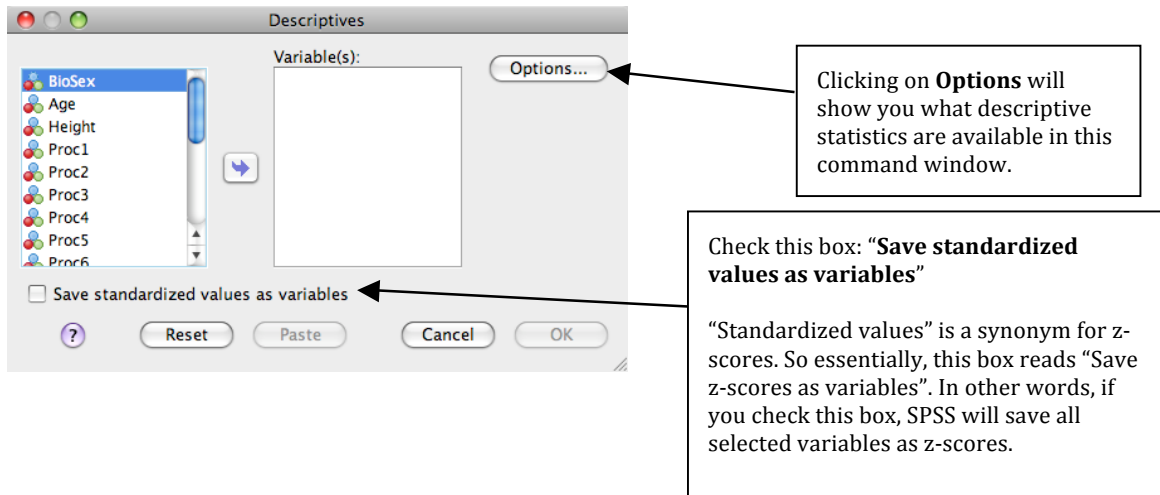 Descriptives
Variable(s):
BioSex
Age
Height
Proc1
Proc2
Proc3
Proc4
Proc5
Proc6
Options...
Save standardized values as variables
?
Reset
Paste
Cancel
OK
Clicking on Options will
show you what descriptive
statistics are available in this
command window.
Check this box: “Save standardized
values as variables”
“Standardized values” is a synonym for z-
scores. So essentially, this box reads “Save
z-scores as variables”. In other words, if
you check this box, SPSS will save all
selected variables as z-scores.